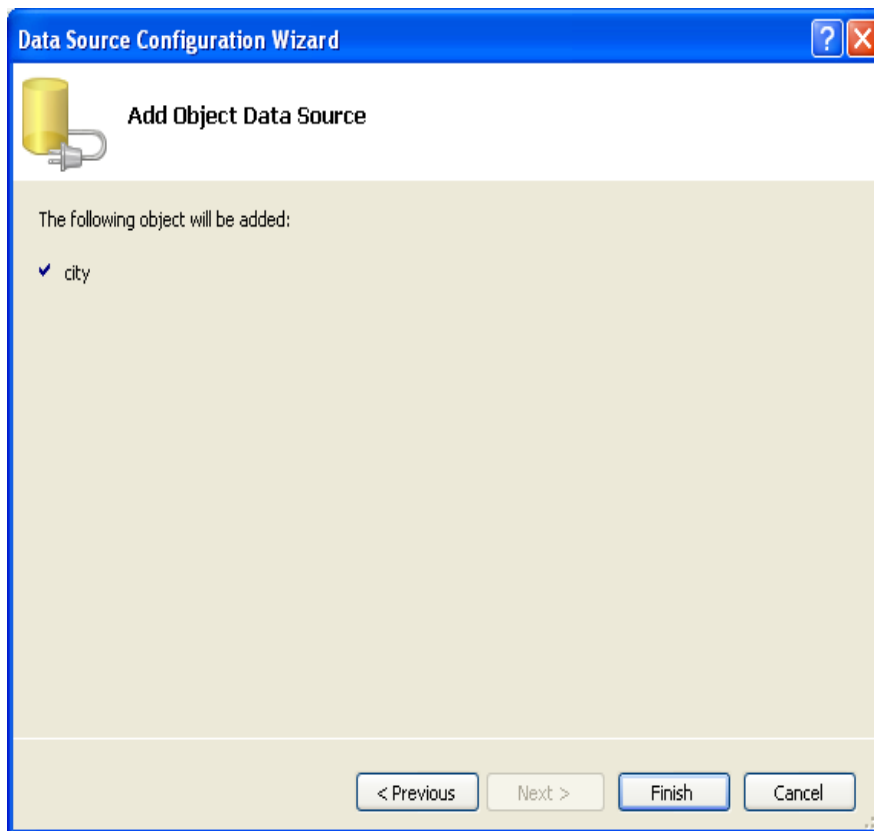 Data Source Configuration Wizard
?
Add Object Data Source
The following object will be added:
city
< Previous
Next >
Finish
Cancel